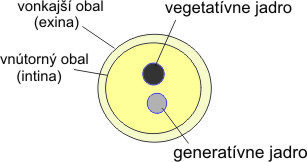 vonkajší obal
(exina)
vegetatívne jadro
vnútorný obal
(intina)
generatívne jadro